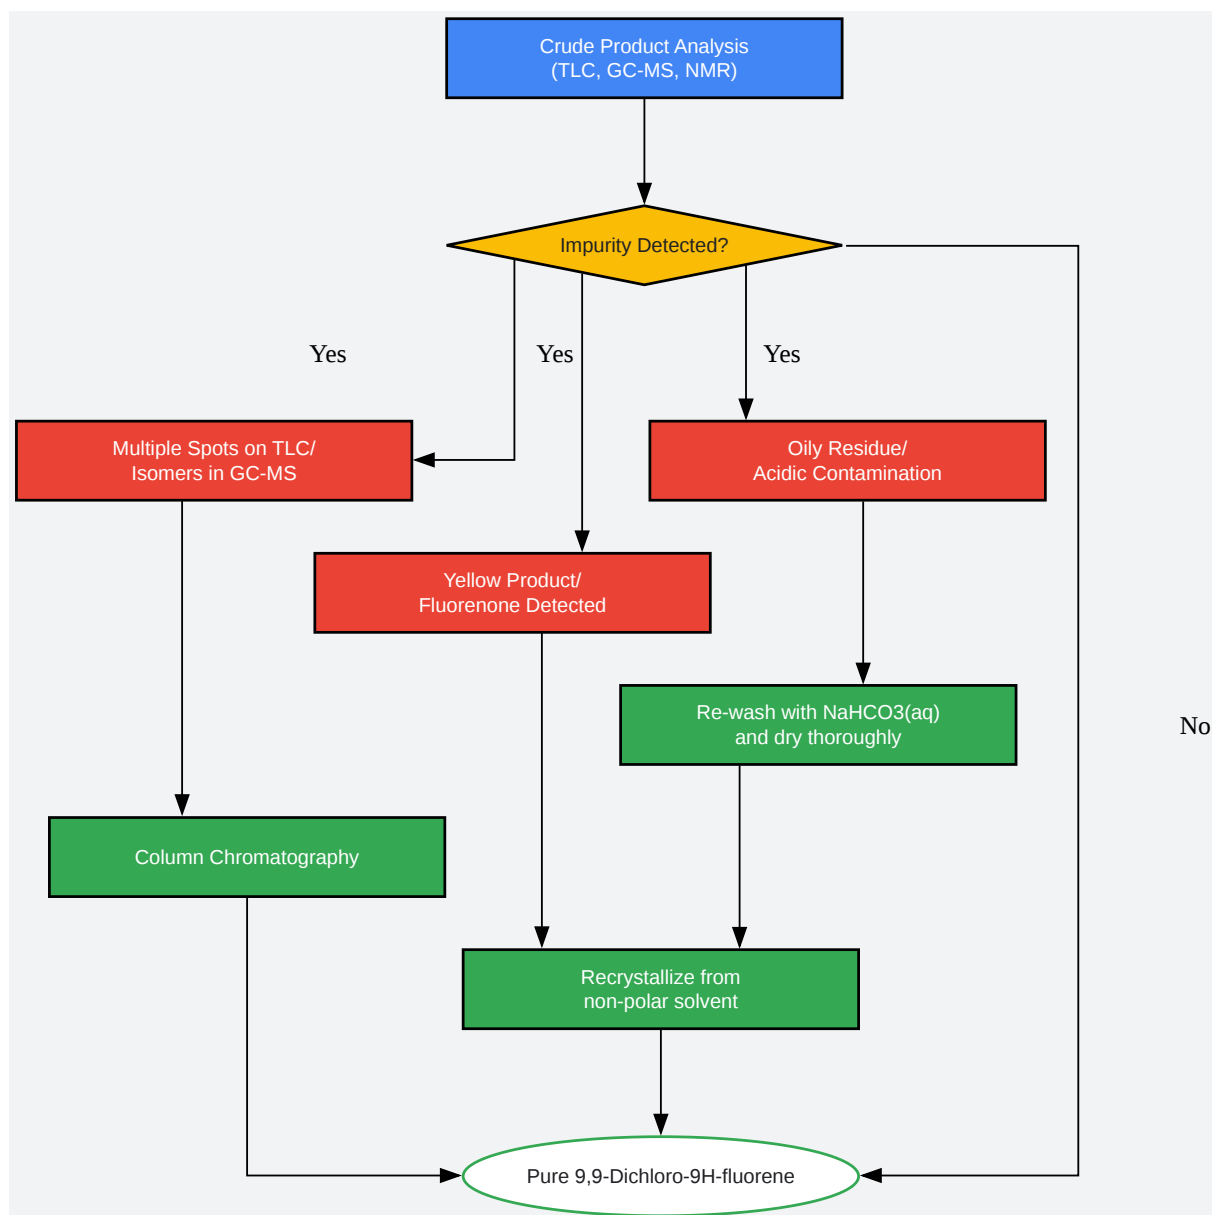 Crude Product Analysis
(TLC, GC-MS, NMR)
Impurity Detected?
Yes
Yes
Yes
Multiple Spots on TLC/
Isomers in GC-MS
Oily Residue/
Acidic Contamination
Yellow Product/
Fluorenone Detected
Re-wash with NaHCO3(aq)
and dry thoroughly
No
Column Chromatography
Recrystallize from
non-polar solvent
Pure 9,9-Dichloro-9H-fluorene